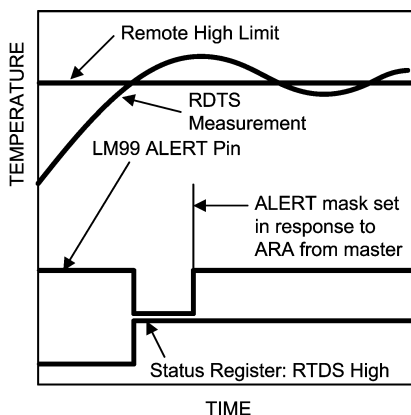 Remote High Limit
RDTS
Measurement
LM99 ALERT Pin
ALERT mask set
in response to
ARA from master
Status Register: RTDS High
TEMPERATURE
TIME